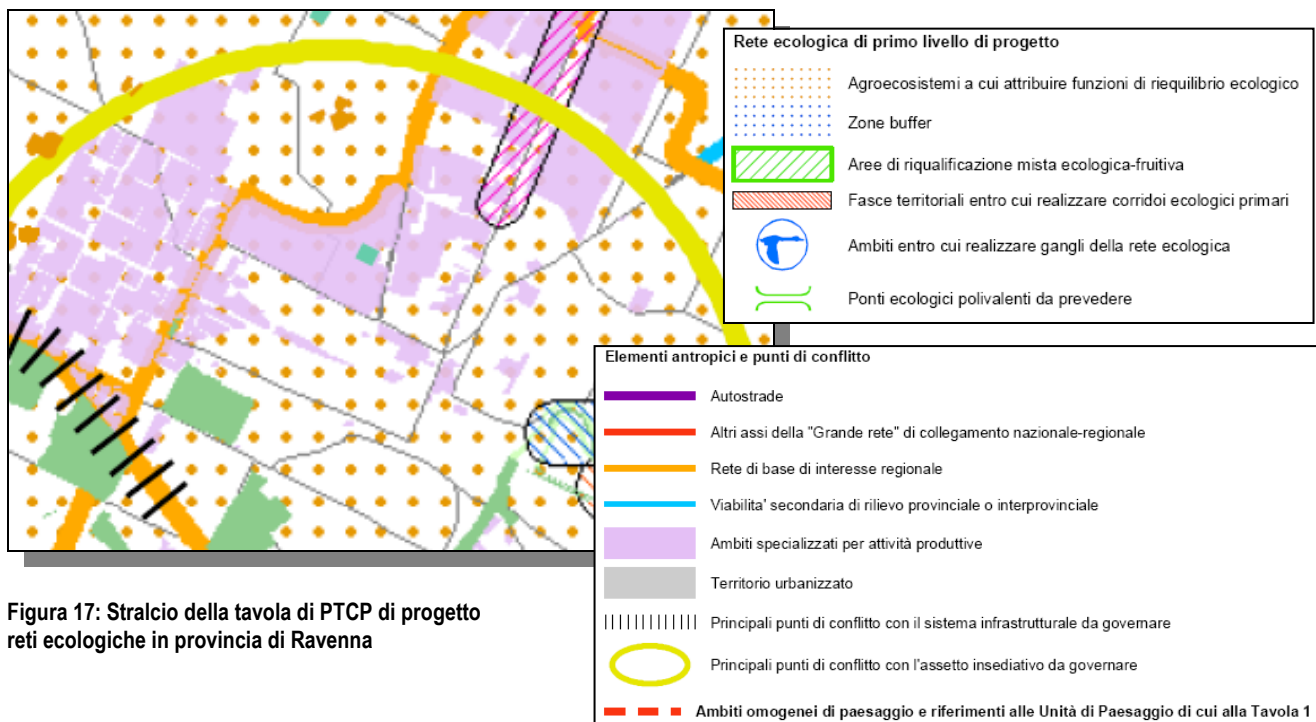 Rete ecologica di primo livello di progetto
Agroecosistemi a cui attribuire funzioni di riequilibrio ecologico
Zone buffer
Aree di riqualificazione mista ecologica-fruitiva
Fasce territoriali entro cui realizzare corridoi ecologici primari
Ambiti entro cui realizzare gangli della rete ecologica
Ponti ecologici polivalenti da prevedere
Elementi antropici e punti di conflitto
Autostrade
Altri assi della "Grande rete" di collegamento nazionale-regionale
Rete di base di interesse regionale
Viabilita' secondaria di rilievo provinciale o interprovinciale
Ambiti specializzati per attività produttive
Territorio urbanizzato
Principali punti di conflitto con il sistema infrastrutturale da governare
Principali punti di conflitto con l'assetto insediativo da governare
Ambiti omogenei di paesaggio e riferimenti alle Unità di Paesaggio di cui alla Tavola 1
Figura 17: Stralcio della tavola di PTCP di progetto
reti ecologiche in provincia di Ravenna